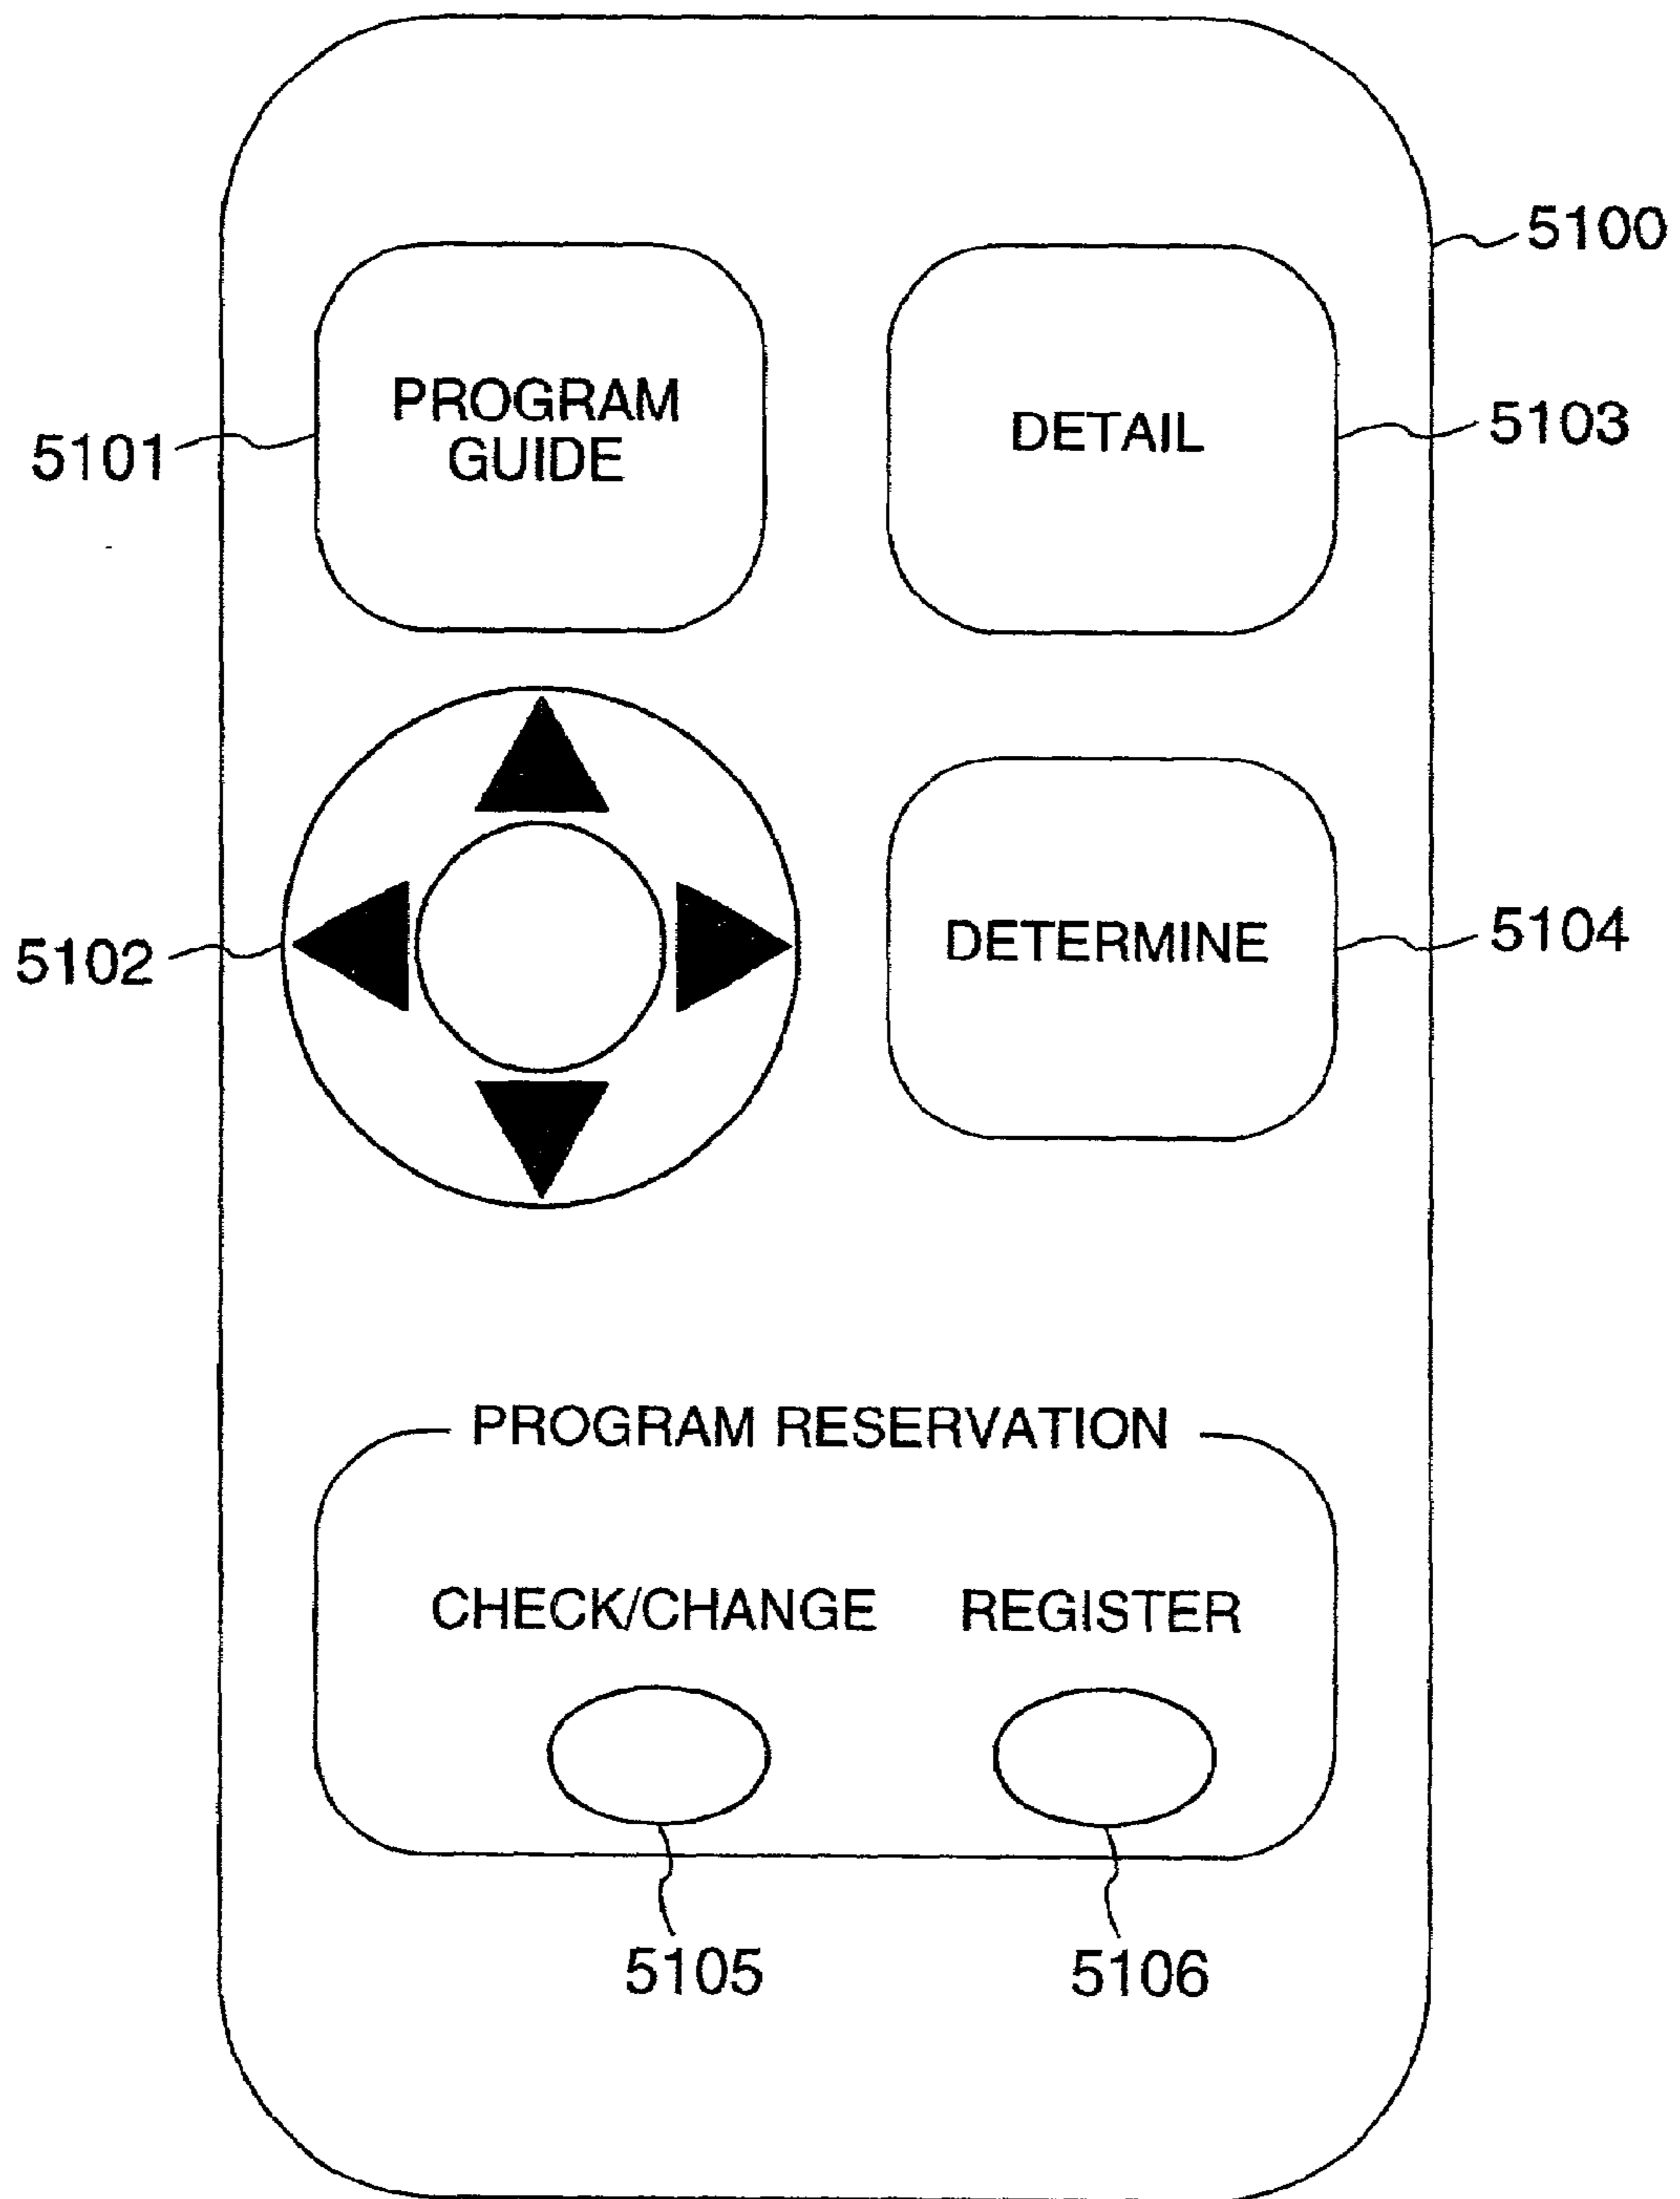 5100
PROGRAM
GUIDE
DETAIL
5101
5103
DETERMINE
5102
5104
PROGRAM RESERVATION
CHECK/CHANGE
REGISTER
5105
5106